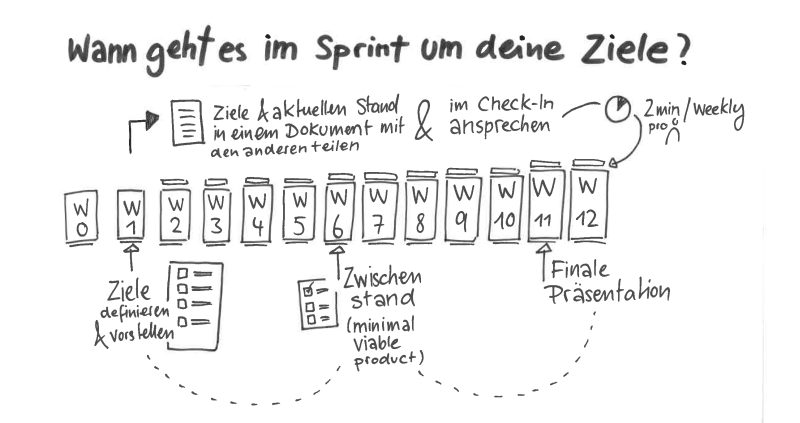 Wann geht es im Sprint um deine Ziele?
Ziele & aktuellen Stand
in einem Dokument mit
den anderen teilen
&
im Check-In
ansprechen
2min/weekly
pro
W
0
W
1
W
2
W
3
W
4
W
5
W
6
W
7
W
8
W
9
W
10
W
11
W
12
Ziele
definieren
& vorstellen
Zwischen
stand
(minimal
viable
product)
Finale
Präsentation